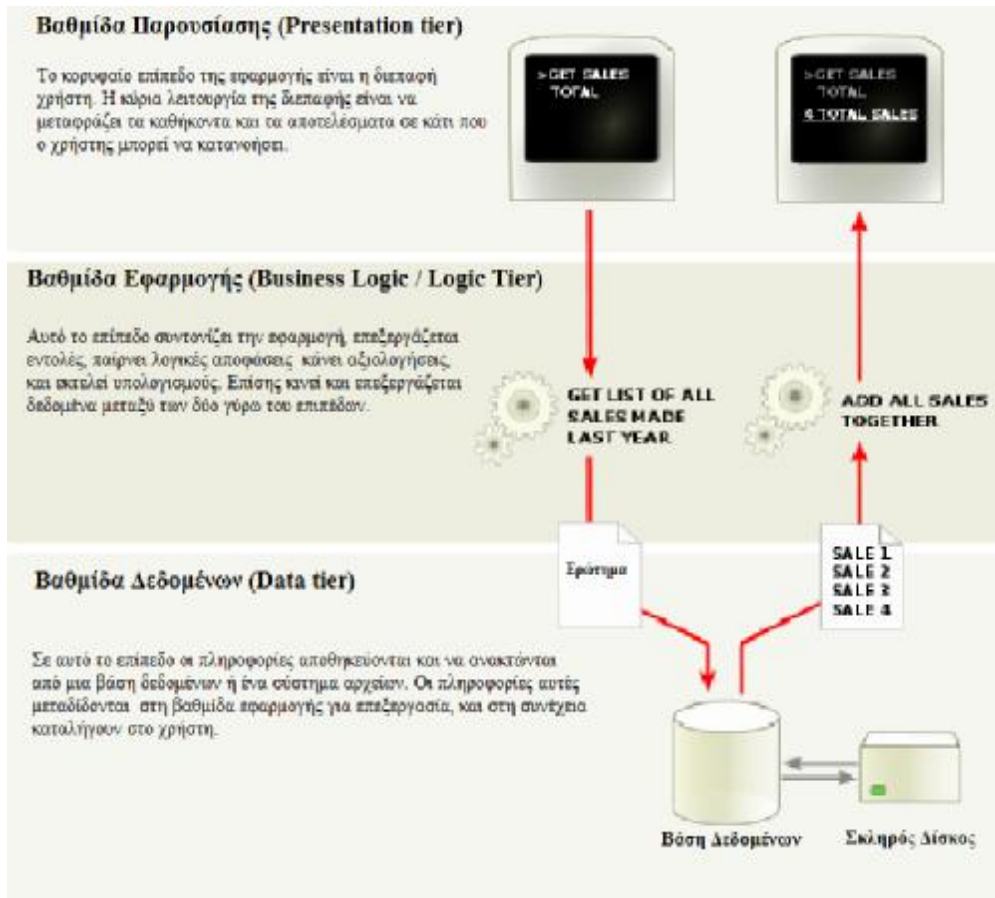 Βαθμίδα Παρουσίασης (Presentation tier)
Το κορυφαίο επίπεδο της εφαρμογής είναι η διεπαφή
χρήστη. Η κύρια λειτουργία της διεπαφής είναι να
μεταφράζει τα καθήκοντα και τα αποτελέσματα σε κάτι που
ο χρήστης μπορεί να κατανοήσει.
>GET SALES
TOTAL
>GET SALES
TOTAL
4 TOTAL SALES
Βαθμίδα Εφαρμογής (Business Logic / Logic Tier)
Αυτό το επίπεδο συντονίζει την εφαρμογή, επεξεργάζεται
εντολές, παίρνει λογικές αποφάσεις κάνει αξιολογήσεις,
και εκτελεί υπολογισμούς. Επίσης κινεί και επεξεργάζεται
δεδομένα μεταξύ των δύο γύρω του επιπέδων.
GET LIST OF ALL
SALES MADE
LAST YEAR
ADD ALL SALES
TOGETHER
Βαθμίδα Δεδομένων (Data tier)
Σε αυτό το επίπεδο οι πληροφορίες αποθηκεύονται και να ανακτόνται
από μια βάση δεδομένων ή ένα σύστημα αρχείων. Οι πληροφορίες αυτές
μεταδίδονται στη βαθμίδα εφαρμογής για επεξεργασία, και στη συνέχεια
καταλήγουν στο χρήστη.
Ερώτημα
SALE 1
SALE 2
SALE 3
SALE 4
Βάση Δεδομένων
Σκληρός Δίσκος